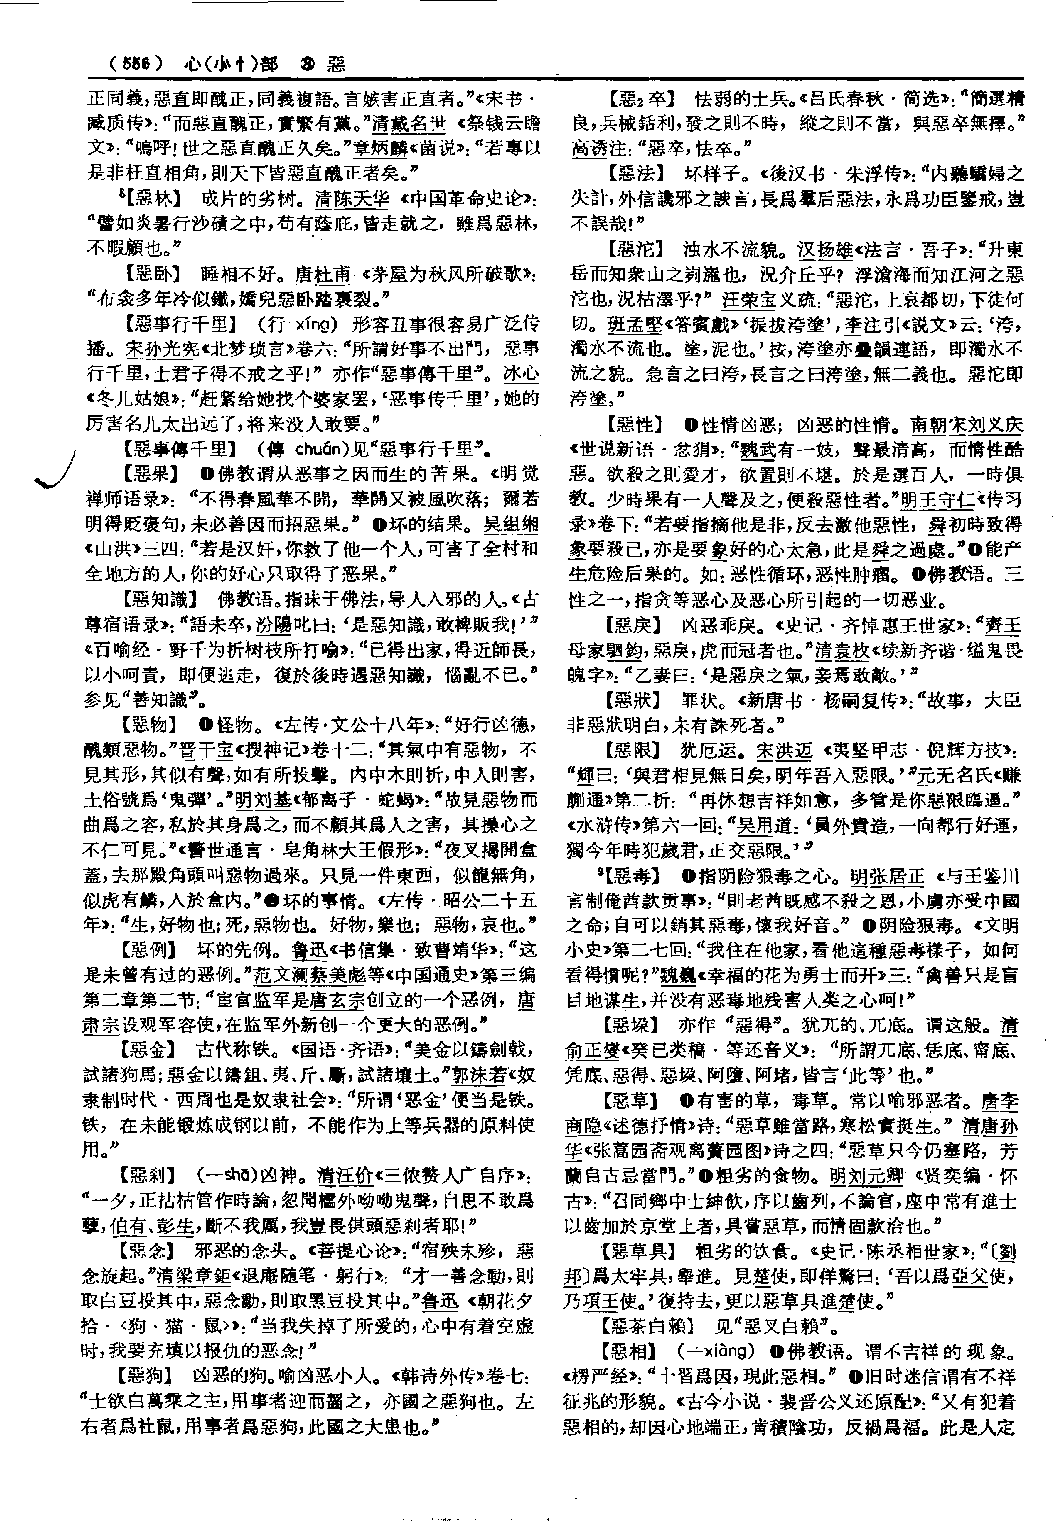 (556) 心(小忄)部 ⑧ 惡
正同義,惡直即醜正,同義複語。言嫉害正直者。”《宋书·
臧质传》:“而惡直醜正,實繁有黨。”清戴名世《祭钱云瞻
文》:“嗚呼!世之惡直醜正久矣。”章炳麟《菌说》:“若專以
是非枉直相角,則天下皆惡直醜正者矣。”
⁸【惡林】 成片的劣树。清陈天华《中国革命史论》:
“譬如炎暑行沙磧之中,苟有蔭庇,皆走就之,雖爲惡林,
不暇顧也。”
【惡卧】 睡相不好。唐杜甫《茅屋为秋风所破歌》:
“布衾多年冷似鐵,嬌兒惡卧踏裏裂。”
【惡事行千里】 (行 xíng) 形容丑事很容易广泛传
播。宋孙光宪《北梦琐言》卷六:“所謂好事不出門,惡事
行千里,士君子得不戒之乎!”亦作“惡事傳千里”。冰心
《冬儿姑娘》:“赶紧给她找个婆家罢,‘恶事传千里’,她的
厉害名儿太出远了,将来没人敢要。”
【惡事傳千里】 (傳 chuán)见“惡事行千里”。
【惡果】 ❶佛教谓从恶事之因而生的苦果。《明觉
禅师语录》:“不得春風華不開,華開又被風吹落;爾若
明得貶褒句,未必善因而招惡果。”❷坏的结果。吴组缃
《山洪》三四:“若是汉奸,你救了他一个人,可害了全村和
全地方的人,你的好心只取得了恶果。”
【惡知識】 佛教语。指昧于佛法,导人入邪的人。《古
尊宿语录》:“語未卒,汾陽叱曰:‘是惡知識,敢裨販我!’”
《百喻经·野干为折树枝所打喻》:“已得出家,得近師長,
以小呵責,即便逃走,復於後時遇惡知識,惱亂不已。”
参见“善知識”。
【惡物】 ❶怪物。《左传·文公十八年》:“好行凶德,
醜類惡物。”晋干宝《搜神记》卷十二:“其氣中有惡物,不
見其形,其似有聲,如有所投擊。内中木則折,中人則害,
土俗號爲‘鬼彈’。”明刘基《郁离子·蛇蝎》:“故見惡物而
曲爲之容,私於其身爲之,而不顧其爲人之害,其操心之
不仁可見。”《警世通言·皂角林大王假形》:“夜叉揭開盒
蓋,去那殿角頭叫惡物過來。只見一件東西,似龍無角,
似虎有鱗,入於盒内。”❷坏的事情。《左传·昭公二十五
年》:“生,好物也;死,惡物也。好物,樂也;惡物,哀也。”
【惡例】 坏的先例。鲁迅《书信集·致曹靖华》:“这
是未曾有过的恶例。”范文澜蔡美彪等《中国通史》第三编
第二章第二节:“宦官监军是唐玄宗创立的一个恶例,唐
肃宗设观军容使,在监军外新创一个更大的恶例。”
【惡金】 古代称铁。《国语·齐语》:“美金以鑄劍戟,
試諸狗馬;惡金以鑄鉏、夷、斤、斸,試諸壤土。”郭沫若《奴
隶制时代·西周也是奴隶社会》:“所谓‘恶金’便当是铁。
铁,在未能锻炼成钢以前,不能作为上等兵器的原料使
用。”
【惡刹】 (—shā)凶神。清汪价《三侬赘人广自序》:
“一夕,正拈枯管作時論,忽聞櫺外呦呦鬼聲,自思不敢爲
孽,伯有、彭生,斷不我厲,我豈畏供頭惡刹者耶!”
【惡念】 邪恶的念头。《菩提心论》:“宿殃未殄,惡
念旋起。”清梁章鉅《退庵随笔·躬行》:“才一善念動,則
取白豆投其中,惡念動,則取黑豆投其中。”鲁迅《朝花夕
拾·〈狗·猫·鼠〉》:“当我失掉了所爱的,心中有着空虚
时,我要充填以报仇的恶念!”
【惡狗】 凶恶的狗。喻凶恶小人。《韩诗外传》卷七:
“士欲白萬乘之主,用事者迎而齧之,亦國之惡狗也。左
右者爲社鼠,用事者爲惡狗,此國之大患也。”
【惡₂卒】 怯弱的士兵。《吕氏春秋·简选》:“簡選精
良,兵械銛利,發之則不時,縱之則不當,與惡卒無擇。”
高诱注:“惡卒,怯卒。”
【惡法】 坏样子。《後汉书·朱浮传》:“内聽驕婦之
失計,外信讒邪之諛言,長爲羣后惡法,永爲功臣鑒戒,豈
不誤哉!”
【惡沱】 浊水不流貌。汉扬雄《法言·吾子》:“升東
岳而知衆山之峛崺也,況介丘乎?浮滄海而知江河之惡
沱也,況枯澤乎?”汪荣宝义疏:“惡沱,上哀都切,下徒何
切。班孟堅《答賓戲》‘振拔洿塗’,李注引《説文》云:‘洿,
濁水不流也。塗,泥也。’按,洿塗亦疊韻連語,即濁水不
流之貌。急言之曰洿,長言之曰洿塗,無二義也。惡沱即
洿塗。”
【惡性】 ❶性情凶恶;凶恶的性情。南朝宋刘义庆
《世说新语·忿狷》:“魏武有一妓,聲最清高,而情性酷
惡。欲殺之則愛才,欲置則不堪。於是選百人,一時俱
教。少時果有一人聲及之,便殺惡性者。”明王守仁《传习
录》卷下:“若要指摘他是非,反去激他惡性,舜初時致得
象要殺己,亦是要象好的心太急,此是舜之過處。”❷能产
生危险后果的。如:恶性循环,恶性肿瘤。❸佛教语。三
性之一,指贪等恶心及恶心所引起的一切恶业。
【惡戾】 凶恶乖戾。《史记·齐悼惠王世家》:“齊王
母家駟鈞,惡戾,虎而冠者也。”清袁枚《续新齐谐·缢鬼畏
魄字》:“乙妻曰:‘是惡戾之氣,妾焉敢敵。’”
【惡狀】 罪状。《新唐书·杨嗣复传》:“故事,大臣
非惡狀明白,未有誅死者。”
【惡限】 犹厄运。宋洪迈《夷坚甲志·倪辉方技》:
“輝曰:‘與君相見無日矣,明年吾入惡限。’”元无名氏《赚
蒯通》第二折:“再休想吉祥如意,多管是你惡限臨逼。”
《水浒传》第六一回:“吴用道:‘員外貴造,一向都行好運,
獨今年時犯歲君,正交惡限。’”
⁹【惡毒】 ❶指阴险狠毒之心。明张居正《与王鉴川
言制俺酋款贡事》:“則老酋既感不殺之恩,小虜亦受中國
之命;自可以銷其惡毒,懷我好音。”❷阴险狠毒。《文明
小史》第二七回:“我住在他家,看他這種惡毒樣子,如何
看得慣呢?”魏巍《幸福的花为勇士而开》三:“禽兽只是盲
目地谋生,并没有恶毒地残害人类之心呵!”
【惡垛】 亦作“惡得”。犹兀的、兀底。谓这般。清
俞正燮《癸已类稿·等还音义》:“所謂兀底、恁底、甯底、
凭底、惡得、惡垛、阿㻬、阿堵,皆言‘此等’也。”
【惡草】 ❶有害的草,毒草。常以喻邪恶者。唐李
商隐《述德抒情》诗:“惡草雖當路,寒松實挺生。”清唐孙
华《张蒿园斋观离薋园图》诗之四:“惡草只今仍塞路,芳
蘭自古忌當門。”❷粗劣的食物。明刘元卿《贤奕编·怀
古》:“召同鄉中士紳飲,序以齒列,不論官,座中常有進士
以齒加於京堂上者,具嘗惡草,而情固款洽也。”
【惡草具】 粗劣的饮食。《史记·陈丞相世家》:“〔劉
邦〕爲太牢具,舉進。見楚使,即佯驚曰:‘吾以爲亞父使,
乃項王使。’復持去,更以惡草具進楚使。”
【惡茶白賴】 见“惡叉白賴”。
【惡相】 (—xiàng) ❶佛教语。谓不吉祥的现象。
《楞严经》:“十習爲因,現此惡相。”❷旧时迷信谓有不祥
征兆的形貌。《古今小说·裴晋公义还原配》:“又有犯着
惡相的,却因心地端正,肯積陰功,反禍爲福。此是人定